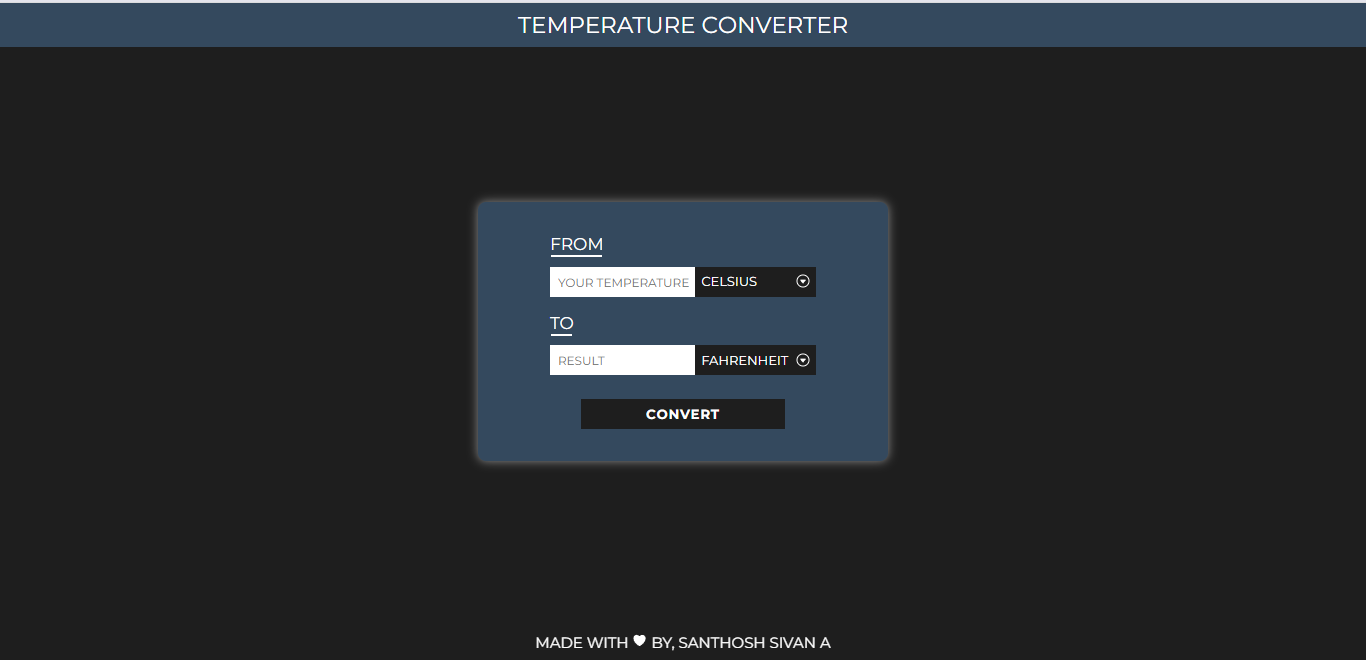 TEMPERATURE CONVERTER
FROM
YOUR TEMPERATURE CELSIUS
TO
RESULT FAHRENHEIT
CONVERT
MADE WITH BY, SANTHOSH SIVAN A